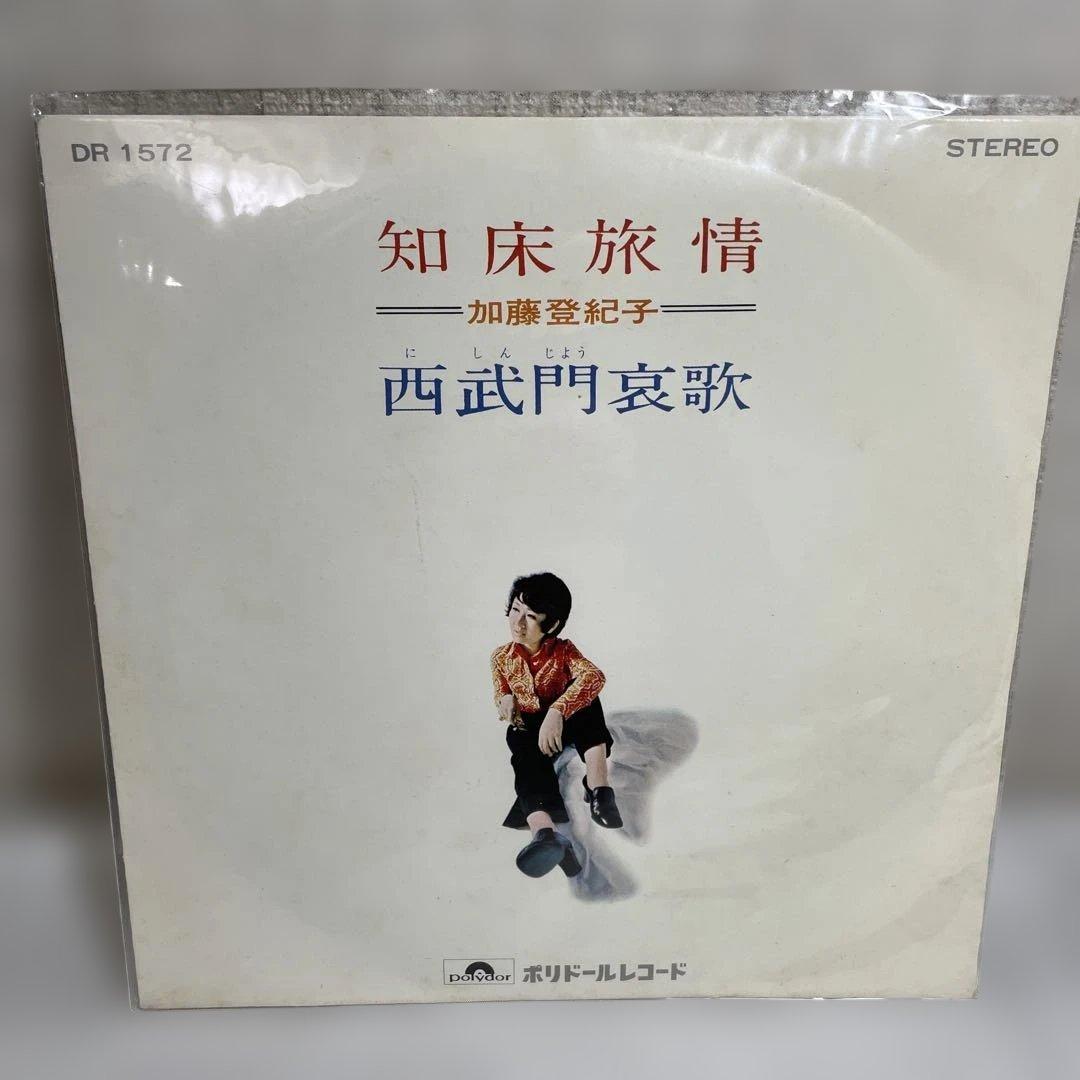 DR 1572
STEREO
知床旅情
加藤登紀子
に しん じよう
西武門哀歌
polydor ポリドールレコード